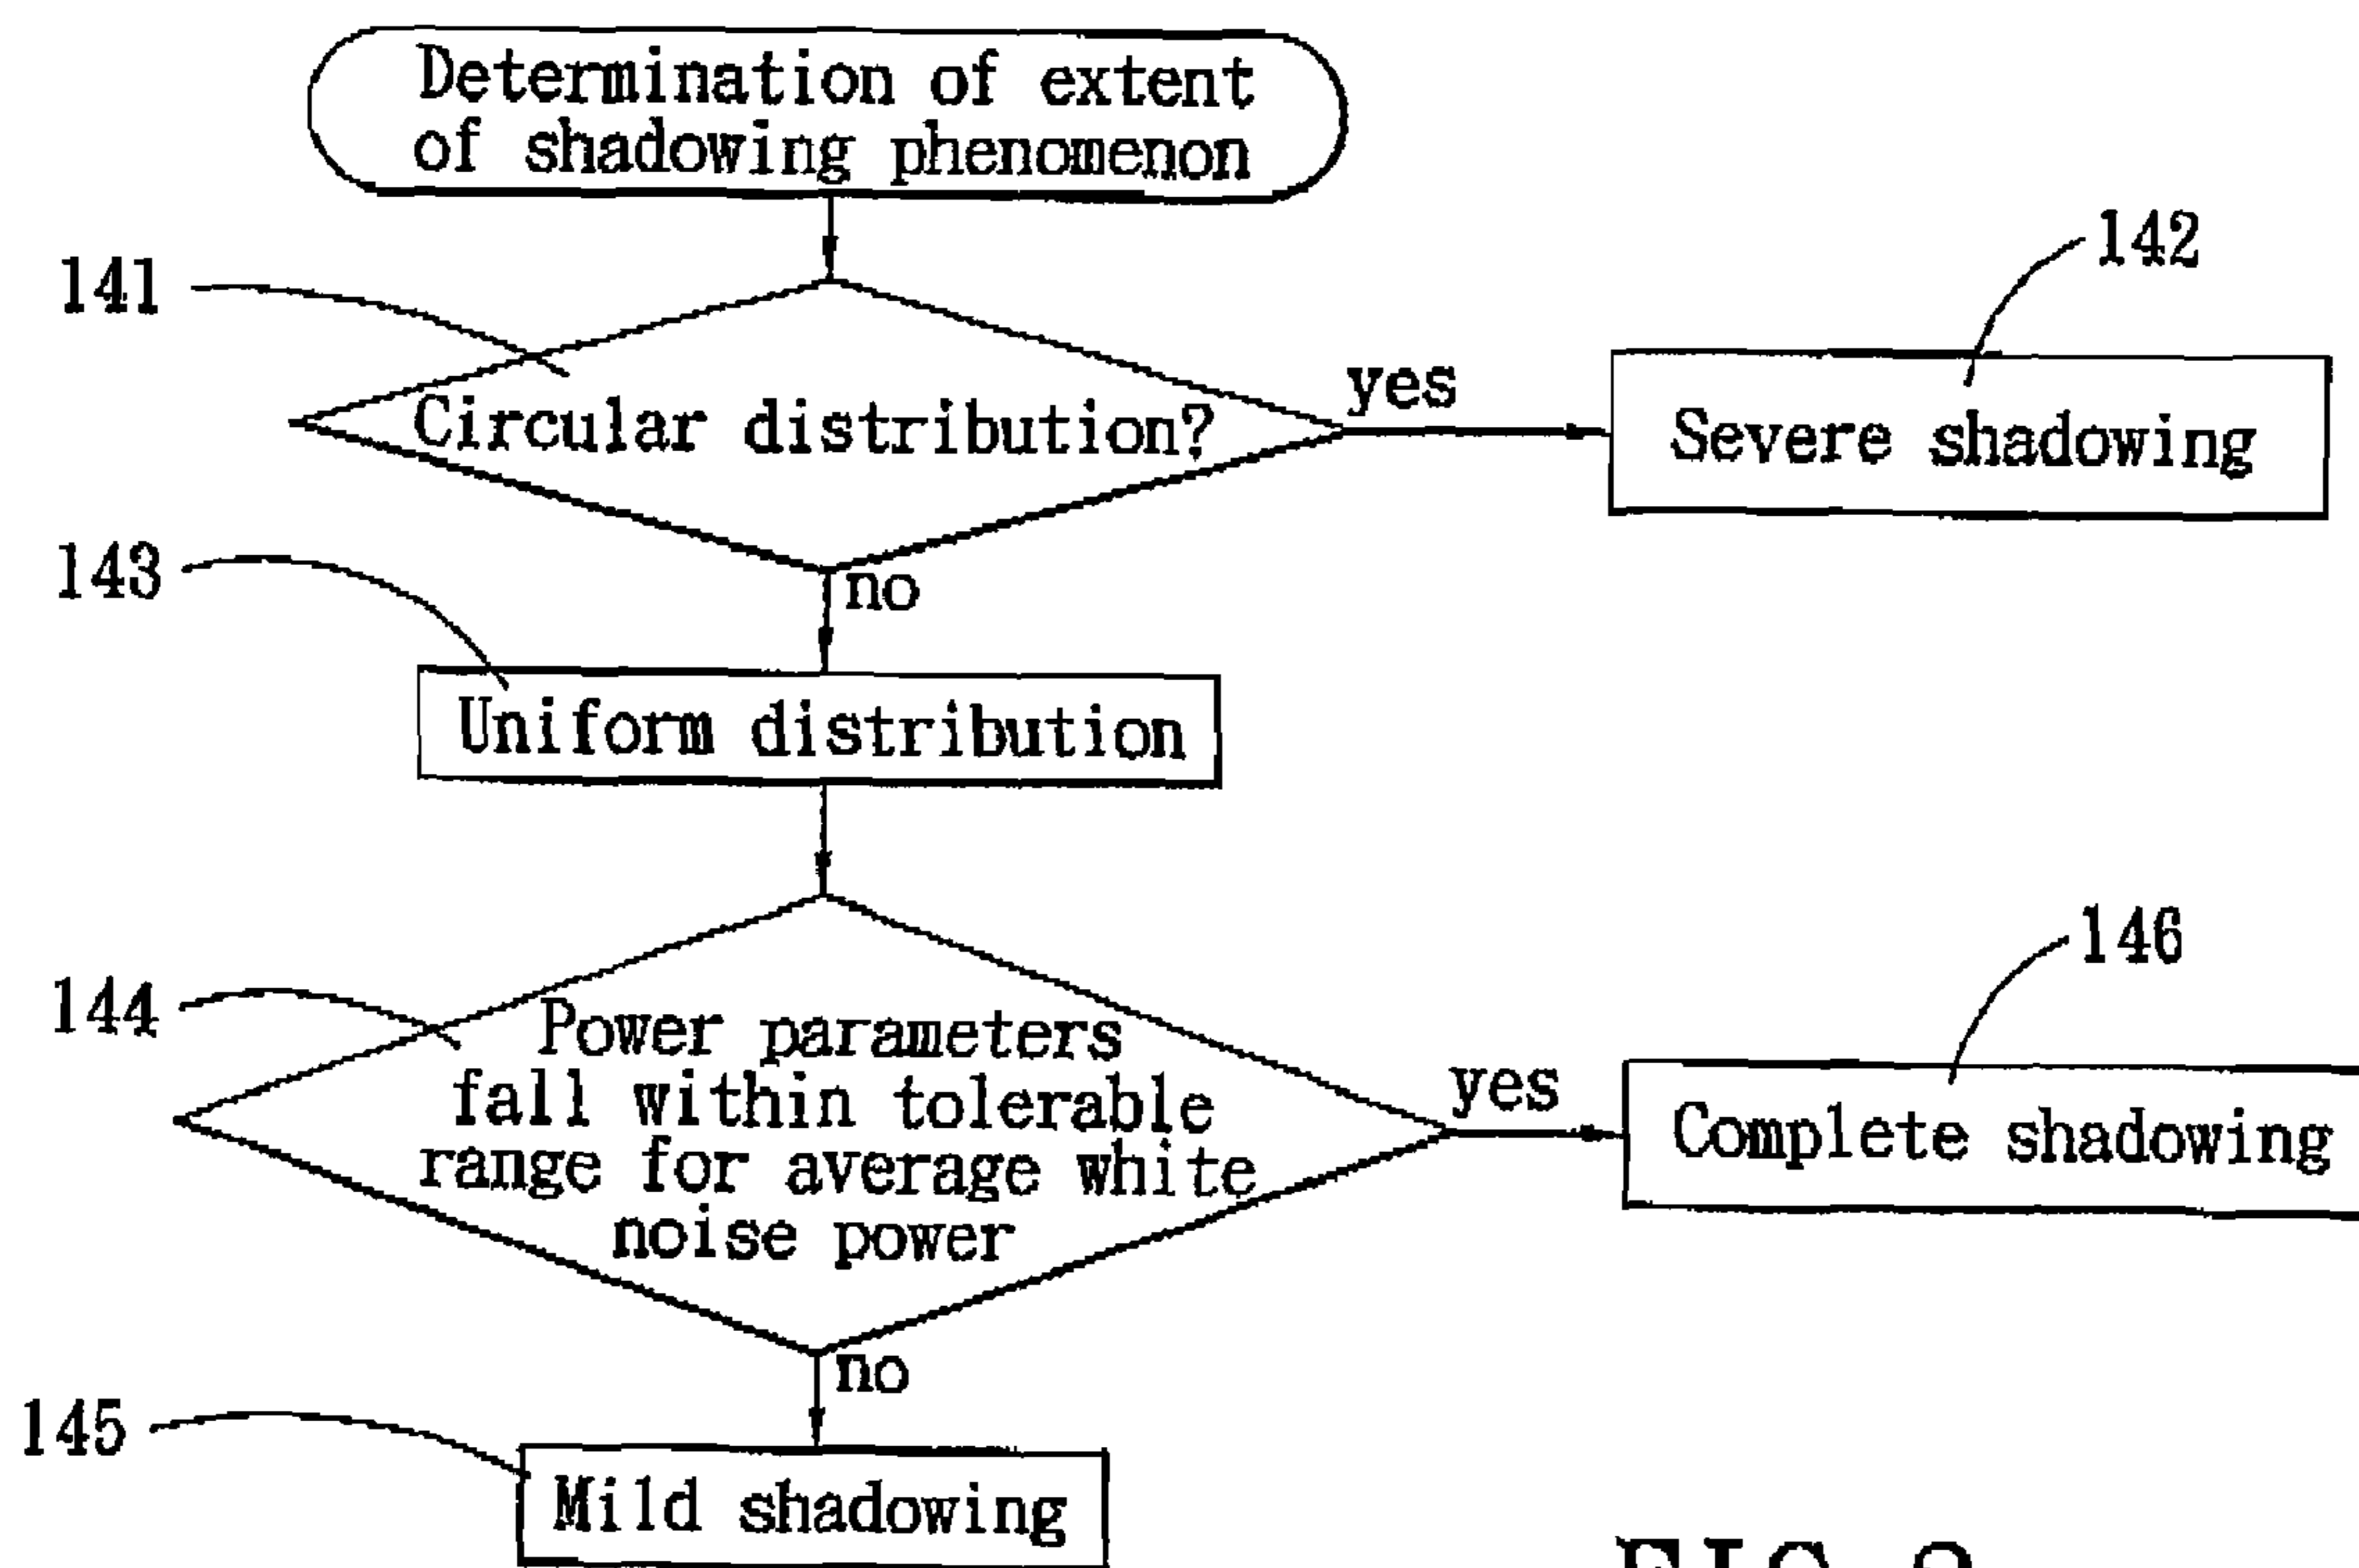 Determination of extent
of shadowing phenomenon
142
141
yes
Circular distribution?
Severe shadowing
143
no
Uniform distribution
146
144
Power parameters
fall within tolerable
range for average white
noise power
yes
Complete shadowing
no
145
Mild shadowing